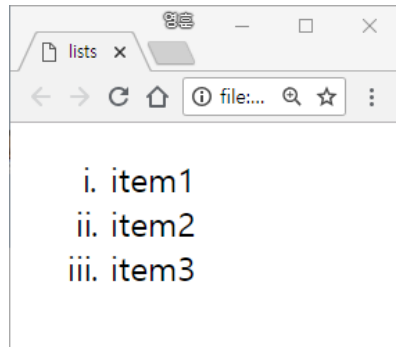 영훈
lists
file:...
i. item1
ii. item2
iii. item3